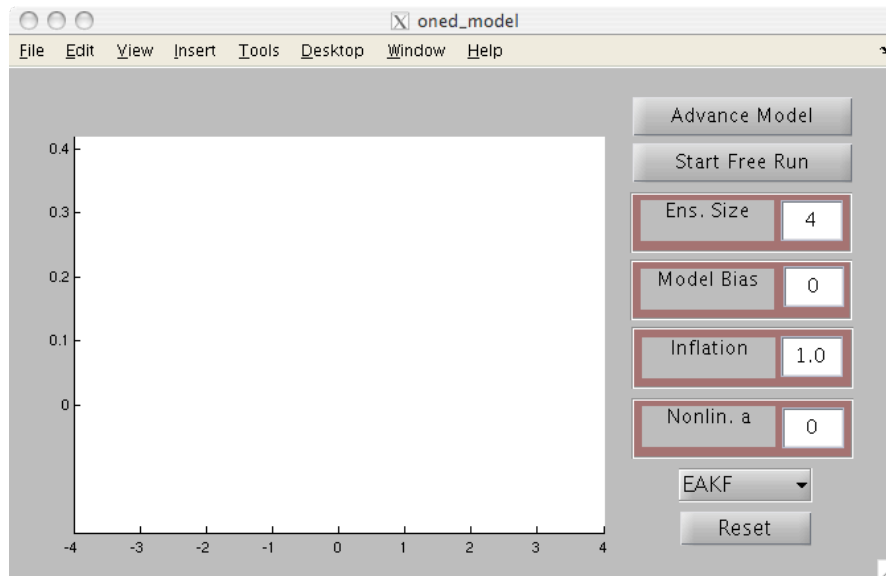 X oned_model
File Edit View Insert Tools Desktop Window Help
Advance Model
Start Free Run
Ens. Size 4
Model Bias 0
Inflation 1.0
Nonlin. a 0
EAKF
Reset
0.4
0.3
0.2
0.1
0
-4 -3 -2 -1 0 1 2 3 4